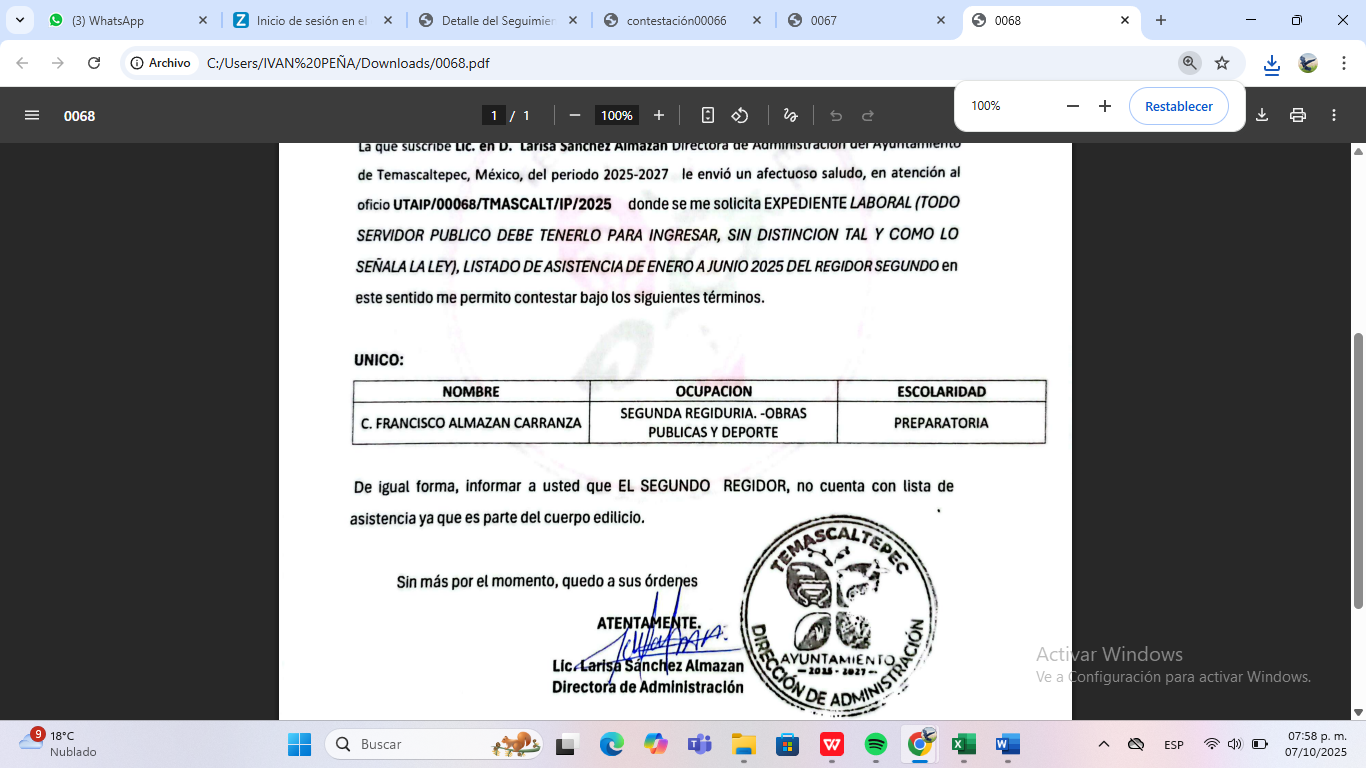 (3) WhatsApp
Inicio de sesión en el
Detalle del Seguimien
contestación00066
0067
0068
Archivo
C:/Users/IVAN%20PEÑA/Downloads/0068.pdf
100%
Restablecer
0068
1 / 1
100%
La que suscribe Lic. en D. Larisa Sánchez Almazan Directora de Administración del Ayuntamiento
de Temascaltepec, México, del periodo 2025-2027 le envió un afectuoso saludo, en atención al
oficio UTAIP/00068/TMASCALT/IP/2025 donde se me solicita EXPEDIENTE LABORAL (TODO
SERVIDOR PUBLICO DEBE TENERLO PARA INGRESAR, SIN DISTINCION TAL Y COMO LO
SEÑALA LA LEY), LISTADO DE ASISTENCIA DE ENERO A JUNIO 2025 DEL REGIDOR SEGUNDO en
este sentido me permito contestar bajo los siguientes términos.
UNICO:
NOMBRE OCUPACION ESCOLARIDAD
C. FRANCISCO ALMAZAN CARRANZA SEGUNDA REGIDURIA. -OBRAS PREPARATORIA
PUBLICAS Y DEPORTE
De igual forma, informar a usted que EL SEGUNDO REGIDOR, no cuenta con lista de
asistencia ya que es parte del cuerpo edilicio.
Sin más por el momento, quedo a sus órdenes
ATENTAMENTE.
Lic. Larisa Sánchez Almazan
Directora de Administración
TEMASCALTEPEC
AYUNTAMIENTO
2025 - 2027
DIRECCIÓN DE ADMINISTRACIÓN
Activar Windows
Ve a Configuración para activar Windows.
9
18°C
Nublado
Buscar
ESP
07:58 p. m.
07/10/2025